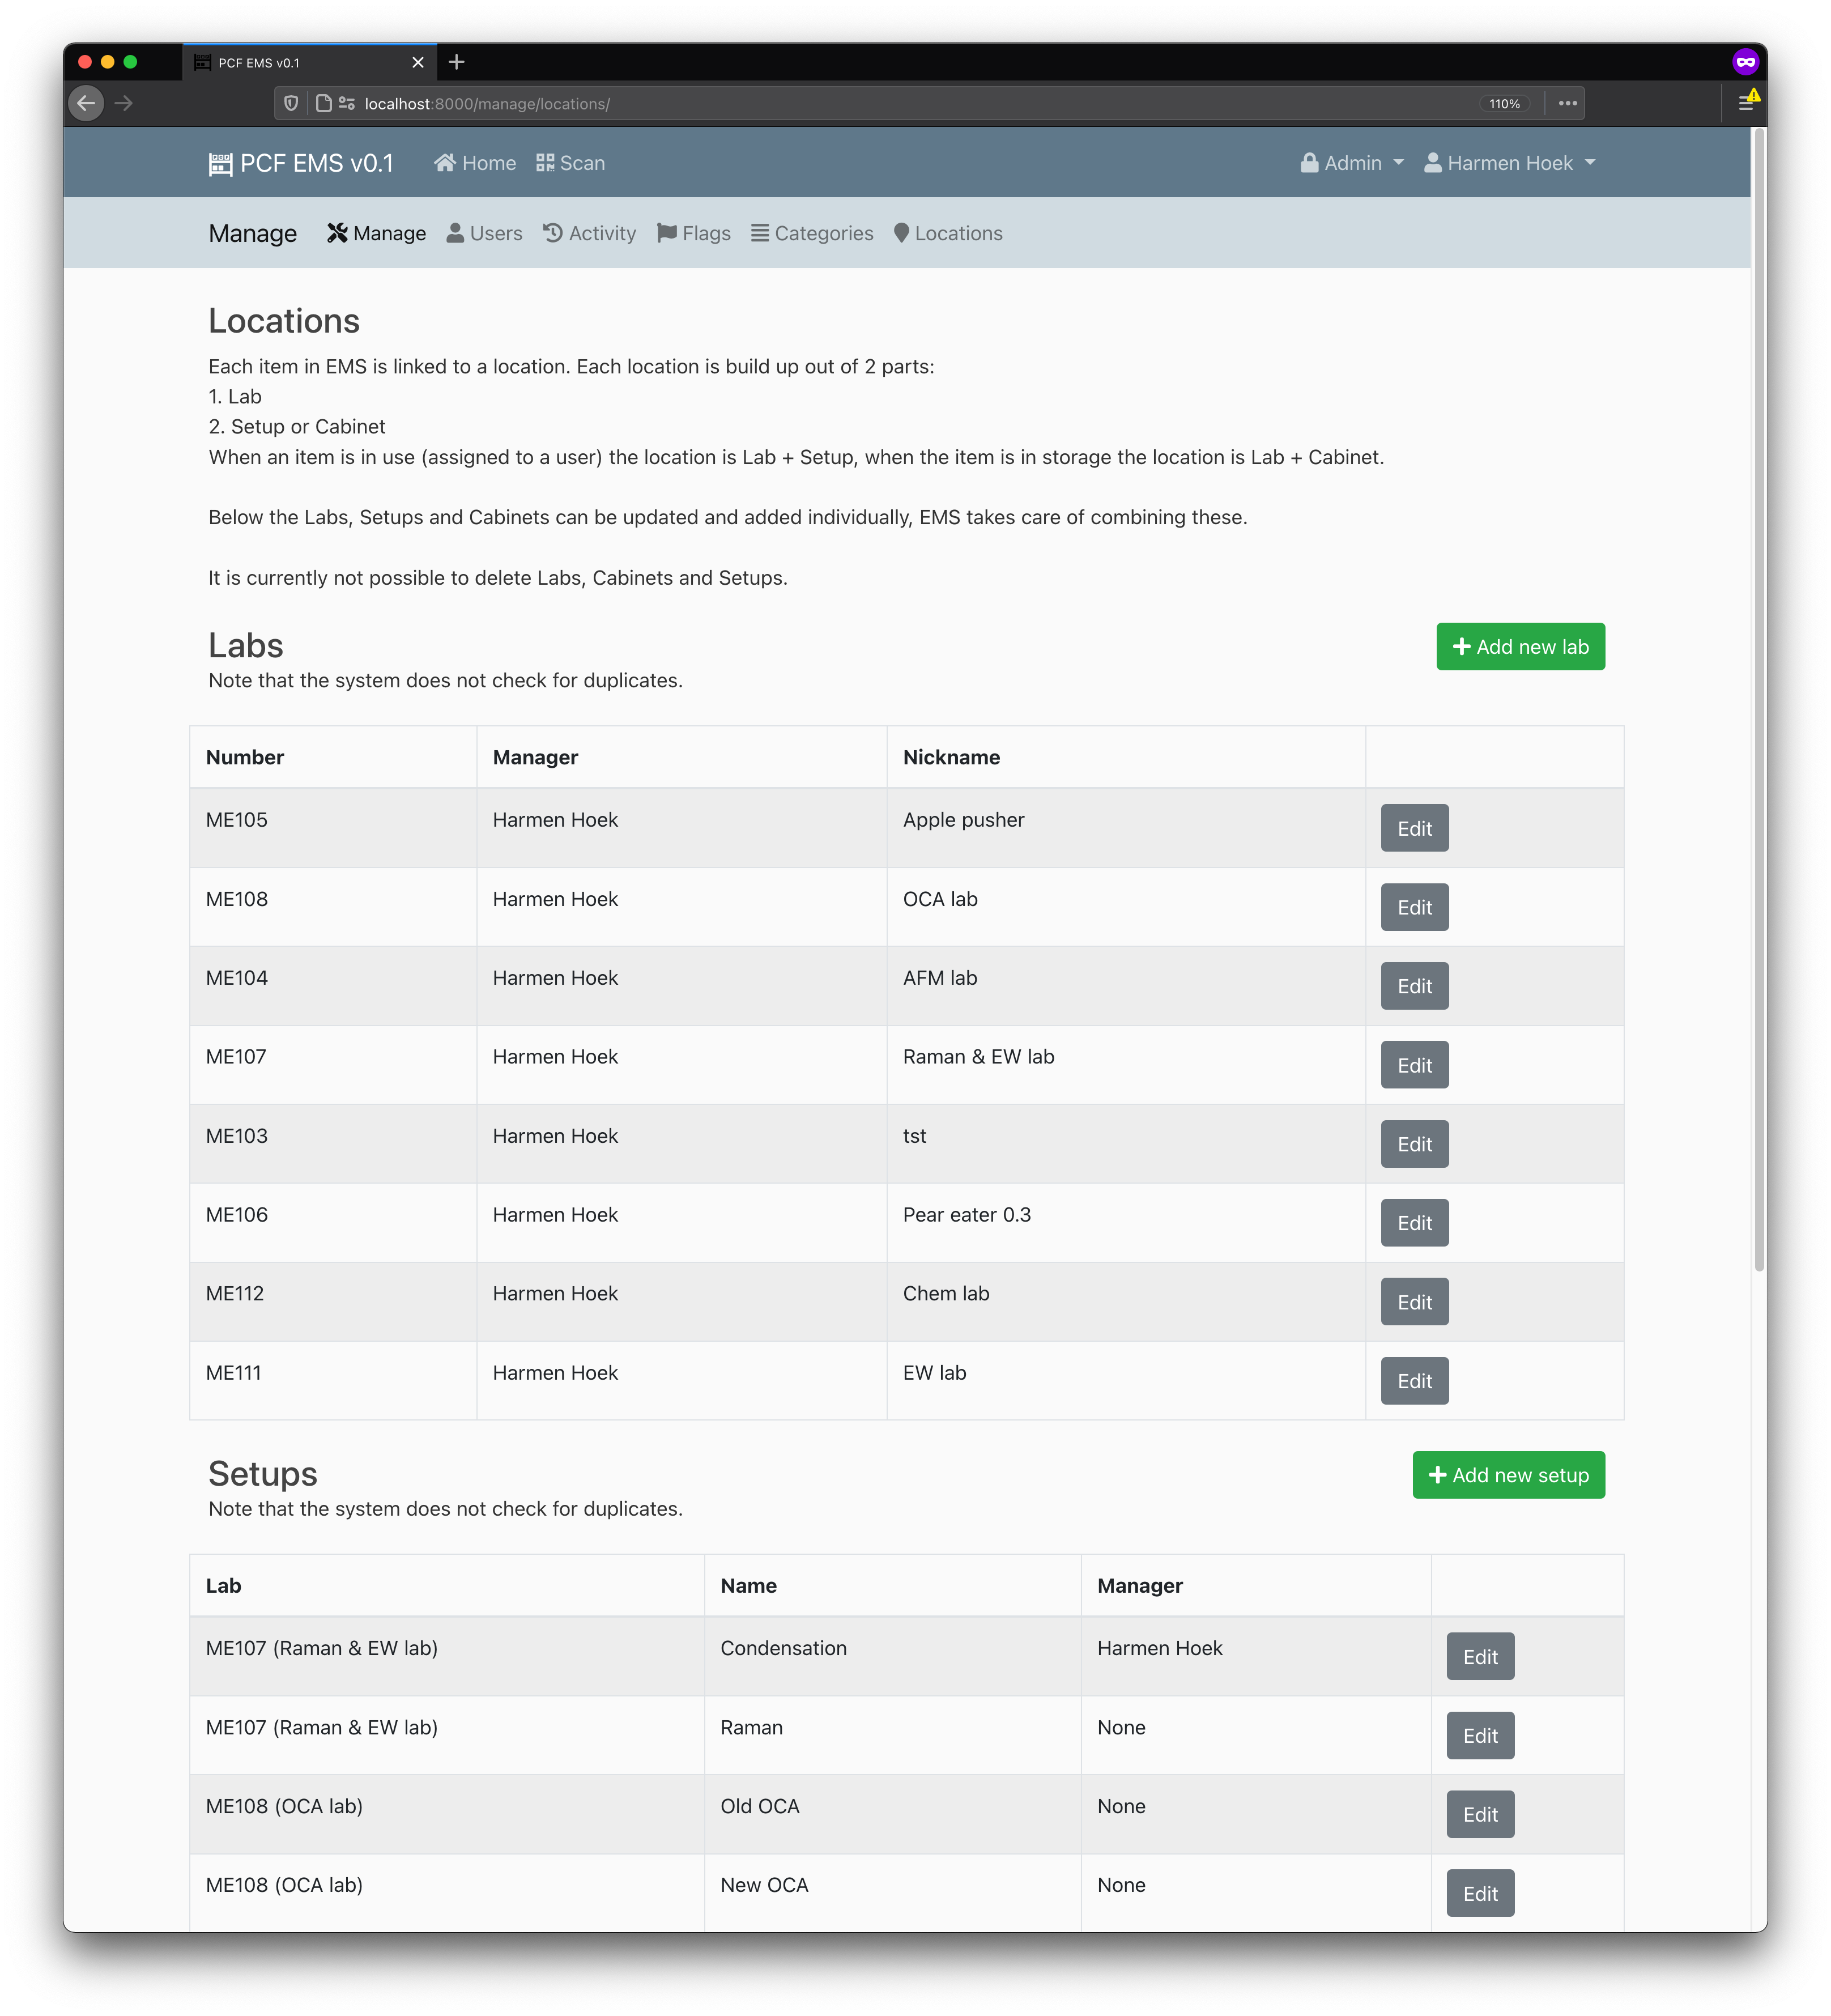 PCF EMS v0.1
localhost:8000/manage/locations/ 110%
PCF EMS v0.1 Home Scan Admin Harmen Hoek
Manage Manage Users Activity Flags Categories Locations
Locations
Each item in EMS is linked to a location. Each location is build up out of 2 parts:
1. Lab
2. Setup or Cabinet
When an item is in use (assigned to a user) the location is Lab + Setup, when the item is in storage the location is Lab + Cabinet.
Below the Labs, Setups and Cabinets can be updated and added individually, EMS takes care of combining these.
It is currently not possible to delete Labs, Cabinets and Setups.
Labs
Add new lab
Note that the system does not check for duplicates.
Number Manager Nickname
ME105 Harmen Hoek Apple pusher Edit
ME108 Harmen Hoek OCA lab Edit
ME104 Harmen Hoek AFM lab Edit
ME107 Harmen Hoek Raman & EW lab Edit
ME103 Harmen Hoek tst Edit
ME106 Harmen Hoek Pear eater 0.3 Edit
ME112 Harmen Hoek Chem lab Edit
ME111 Harmen Hoek EW lab Edit
Setups
Add new setup
Note that the system does not check for duplicates.
Lab Name Manager
ME107 (Raman & EW lab) Condensation Harmen Hoek Edit
ME107 (Raman & EW lab) Raman None Edit
ME108 (OCA lab) Old OCA None Edit
ME108 (OCA lab) New OCA None Edit